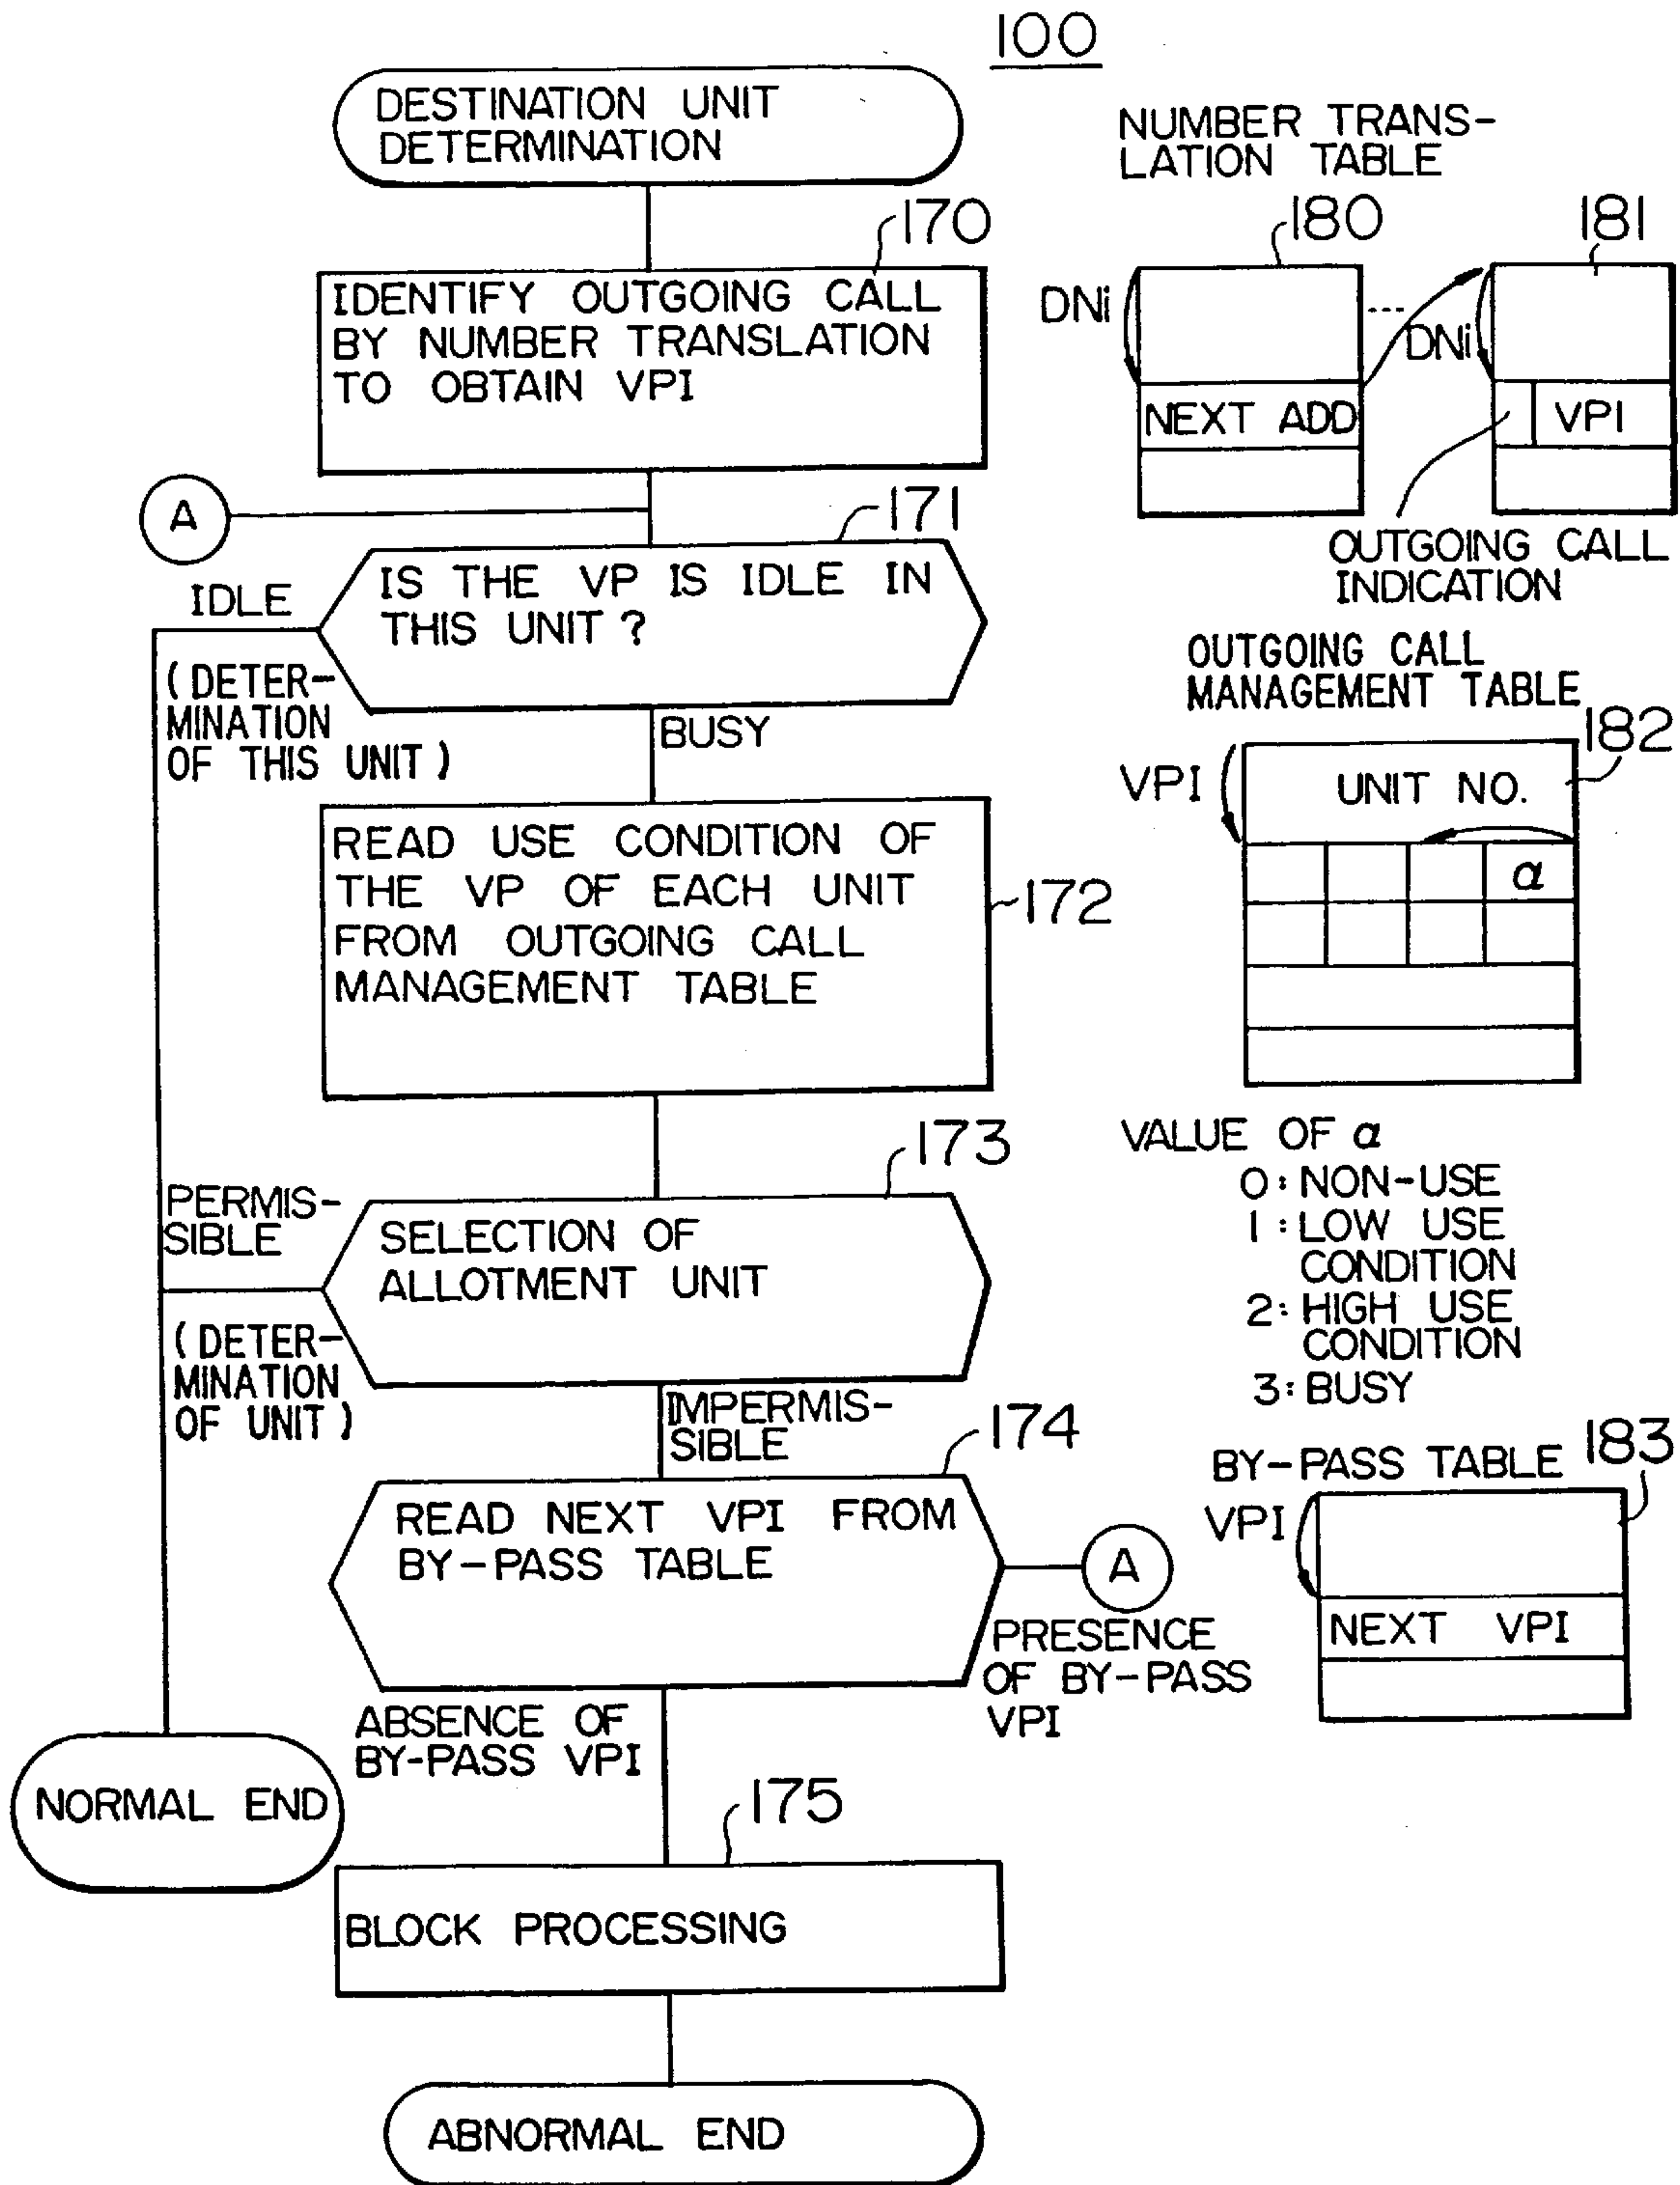 100
DESTINATION UNIT
DETERMINATION
170
IDENTIFY OUTGOING CALL
BY NUMBER TRANSLATION
TO OBTAIN VPI
A
171
IDLE
IS THE VP IS IDLE IN
THIS UNIT?
(DETER-
MINATION
OF THIS UNIT)
BUSY
READ USE CONDITION OF
THE VP OF EACH UNIT
FROM OUTGOING CALL
MANAGEMENT TABLE
172
173
PERMIS-
SIBLE
SELECTION OF
ALLOTMENT UNIT
(DETER-
MINATION
OF UNIT)
IMPERMIS-
SIBLE
174
READ NEXT VPI FROM
BY-PASS TABLE
A
PRESENCE
OF BY-PASS
VPI
ABSENCE OF
BY-PASS VPI
NORMAL END
175
BLOCK PROCESSING
ABNORMAL END
NUMBER TRANS-
LATION TABLE
180
181
DNi
...
DNi
NEXT ADD
VPI
OUTGOING CALL
INDICATION
OUTGOING CALL
MANAGEMENT TABLE
182
VPI
UNIT NO.
α
VALUE OF α
0: NON-USE
1: LOW USE
CONDITION
2: HIGH USE
CONDITION
3: BUSY
BY-PASS TABLE
183
VPI
NEXT VPI